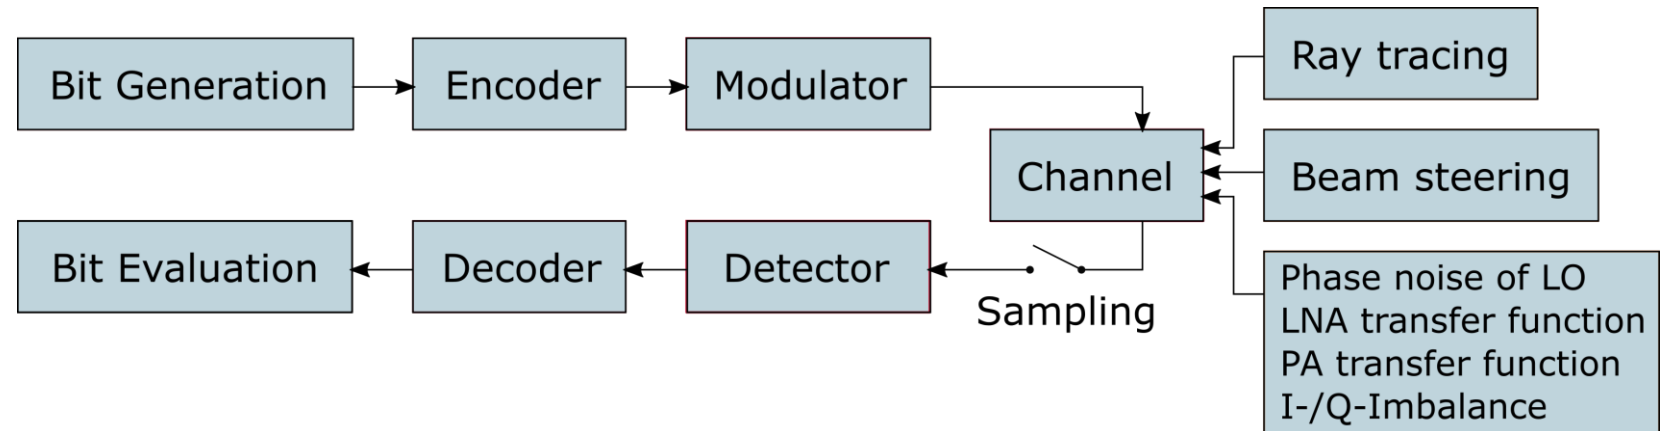 Bit Generation
Encoder
Modulator
Ray tracing
Channel
Beam steering
Bit Evaluation
Decoder
Detector
Sampling
Phase noise of LO
LNA transfer function
PA transfer function
I-/Q-Imbalance